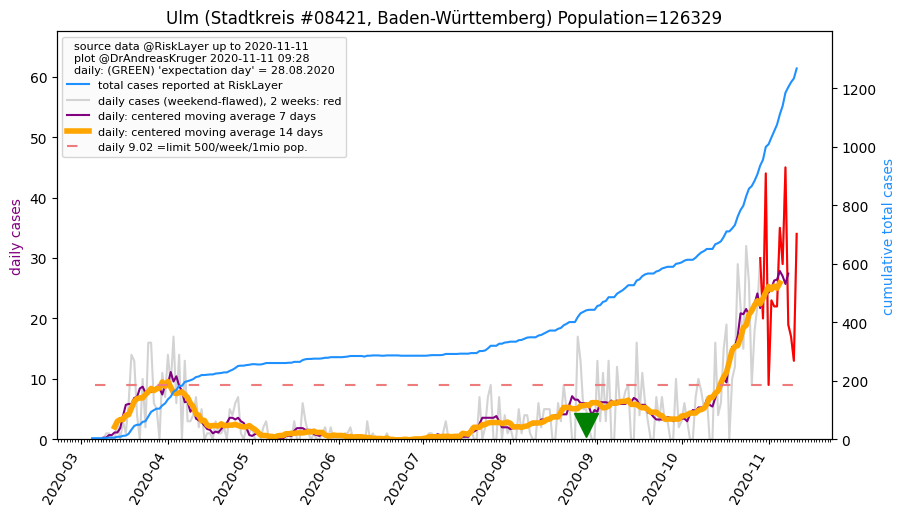 Ulm (Stadtkreis #08421, Baden-Württemberg) Population=126329
source data @RiskLayer up to 2020-11-11
plot @DrAndreasKruger 2020-11-11 09:28
daily: (GREEN) 'expectation day' = 28.08.2020
total cases reported at RiskLayer
daily cases (weekend-flawed), 2 weeks: red
daily: centered moving average 7 days
daily: centered moving average 14 days
daily 9.02 =limit 500/week/1mio pop.
daily cases
60
50
40
30
20
10
0
cumulative total cases
1200
1000
800
600
400
200
0
2020-03
2020-04
2020-05
2020-06
2020-07
2020-08
2020-09
2020-10
2020-11